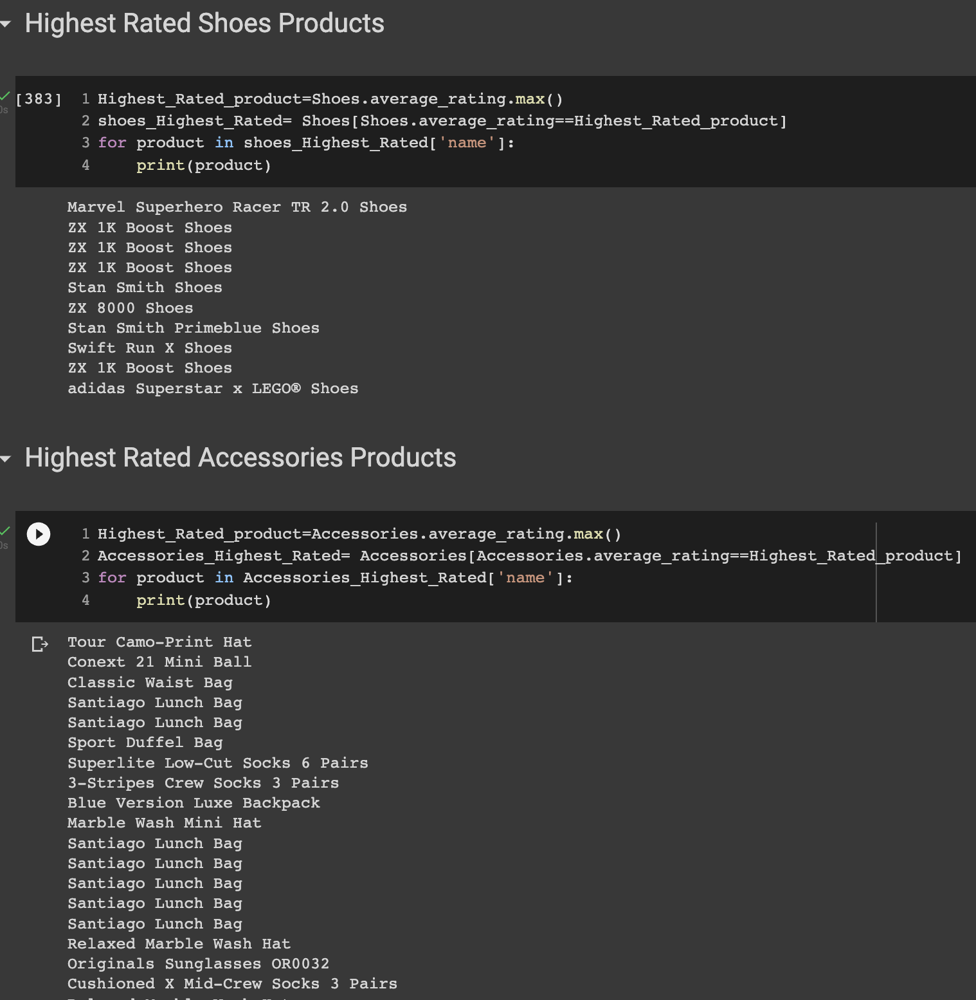 Highest Rated Shoes Products
[383] 1 Highest_Rated_product=Shoes.average_rating.max()
0s 2 shoes_Highest_Rated= Shoes[Shoes.average_rating==Highest_Rated_product]
3 for product in shoes_Highest_Rated['name']:
4     print(product)
Marvel Superhero Racer TR 2.0 Shoes
ZX 1K Boost Shoes
ZX 1K Boost Shoes
ZX 1K Boost Shoes
Stan Smith Shoes
ZX 8000 Shoes
Stan Smith Primeblue Shoes
Swift Run X Shoes
ZX 1K Boost Shoes
adidas Superstar x LEGO® Shoes
Highest Rated Accessories Products
1 Highest_Rated_product=Accessories.average_rating.max()
0s 2 Accessories_Highest_Rated= Accessories[Accessories.average_rating==Highest_Rated_product]
3 for product in Accessories_Highest_Rated['name']:
4     print(product)
Tour Camo-Print Hat
Conext 21 Mini Ball
Classic Waist Bag
Santiago Lunch Bag
Santiago Lunch Bag
Sport Duffel Bag
Superlite Low-Cut Socks 6 Pairs
3-Stripes Crew Socks 3 Pairs
Blue Version Luxe Backpack
Marble Wash Mini Hat
Santiago Lunch Bag
Santiago Lunch Bag
Santiago Lunch Bag
Santiago Lunch Bag
Santiago Lunch Bag
Relaxed Marble Wash Hat
Originals Sunglasses OR0032
Cushioned X Mid-Crew Socks 3 Pairs